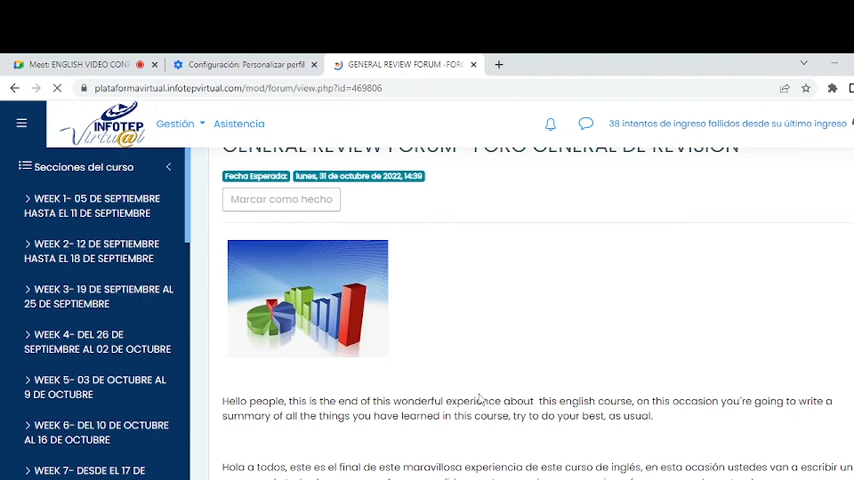 Meet: ENGLISH VIDEO CONF
Configuración: Personalizar perfil
GENERAL REVIEW FORUM -FORO
plataformavirtual.infotepvirtual.com/mod/forum/view.php?id=469806
INFOTEP
Virtu@l
Gestión
Asistencia
38 intentos de ingreso fallidos desde su último ingreso
Secciones del curso
WEEK 1- 05 DE SEPTIEMBRE
HASTA EL 11 DE SEPTIEMBRE
WEEK 2- 12 DE SEPTIEMBRE
HASTA EL 18 DE SEPTIEMBRE
WEEK 3- 19 DE SEPTIEMBRE AL
25 DE SEPTIEMBRE
WEEK 4- DEL 26 DE
SEPTIEMBRE AL 02 DE OCTUBRE
WEEK 5- 03 DE OCTUBRE AL
9 DE OCTUBRE
WEEK 6- DEL 10 DE OCTUBRE
AL 16 DE OCTUBRE
WEEK 7- DESDE EL 17 DE
GENERAL REVIEW FORUM -FORO GENERAL DE REVISIÓN
Fecha Esperada: lunes, 31 de octubre de 2022, 14:39
Marcar como hecho
Hello people, this is the end of this wonderful experience about this english course, on this occasion you're going to write a
summary of all the things you have learned in this course, try to do your best, as usual.
Hola a todos, este es el final de este maravillosa experiencia de este curso de inglés, en esta ocasión ustedes van a escribir un